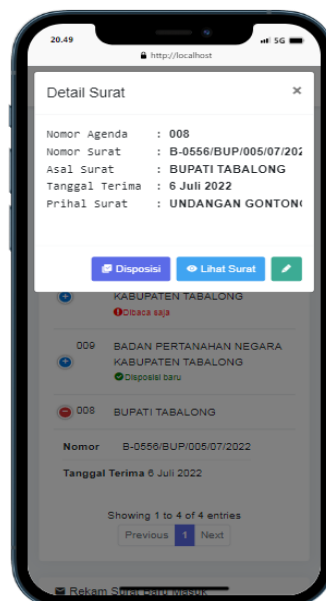 20.49
5G
http://localhost
Detail Surat ×
Nomor Agenda : 008
Nomor Surat : B-0556/BUP/005/07/202
Asal Surat : BUPATI TABALONG
Tanggal Terima : 6 Juli 2022
Prihal Surat : UNDANGAN GONTON
Disposisi Lihat Surat
KABUPATEN TABALONG
Dibaca saja
009 BADAN PERTANAHAN NEGARA
KABUPATEN TABALONG
Disposisi baru
008 BUPATI TABALONG
Nomor B-0556/BUP/005/07/2022
Tanggal Terima 6 Juli 2022
Showing 1 to 4 of 4 entries
Previous 1 Next
Rekam Surat Baru Masuk